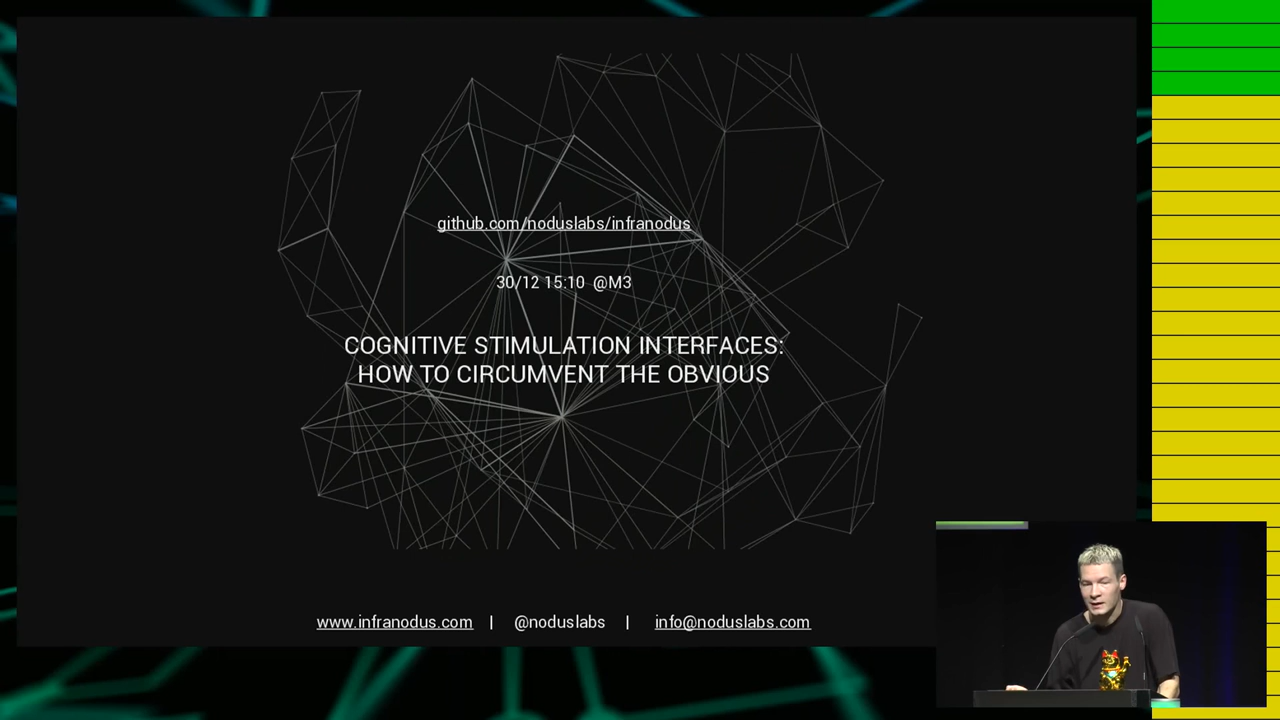 github.com/noduslabs/infranodus
30/12 15:10 @M3
COGNITIVE STIMULATION INTERFACES:
HOW TO CIRCUMVENT THE OBVIOUS
www.infranodus.com | @noduslabs | info@noduslabs.com